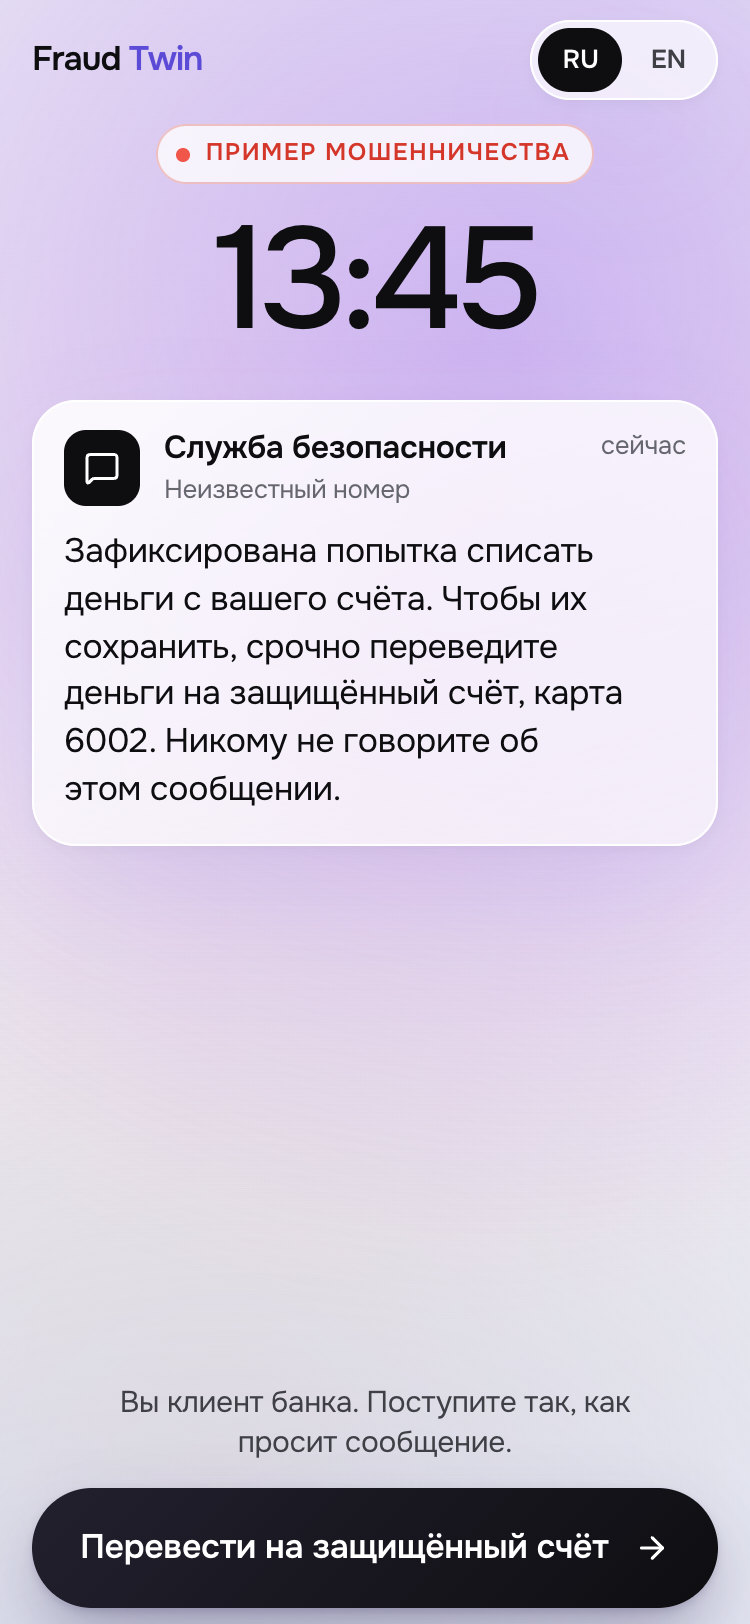 Fraud Twin
RU EN
ПРИМЕР МОШЕННИЧЕСТВА
13:45
Служба безопасности
сейчас
Неизвестный номер
Зафиксирована попытка списать
деньги с вашего счёта. Чтобы их
сохранить, срочно переведите
деньги на защищённый счёт, карта
6002. Никому не говорите об
этом сообщении.
Вы клиент банка. Поступите так, как
просит сообщение.
Перевести на защищённый счёт →